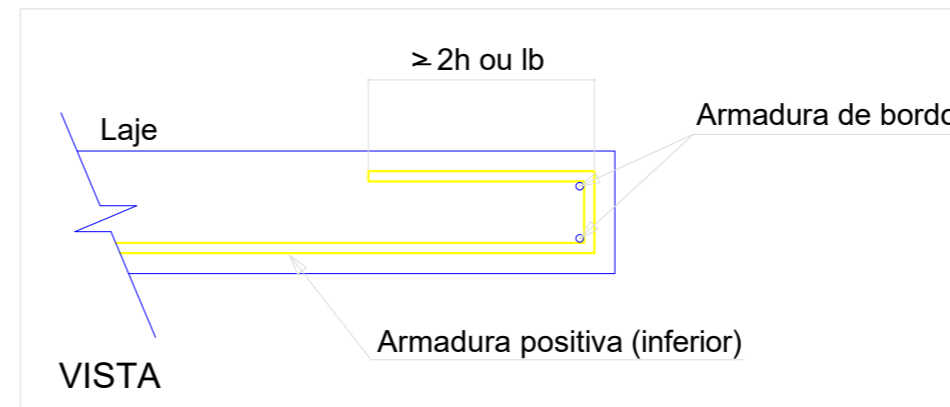 ≥ 2h ou lb
Laje
Armadura de bordo
Armadura positiva (inferior)
VISTA